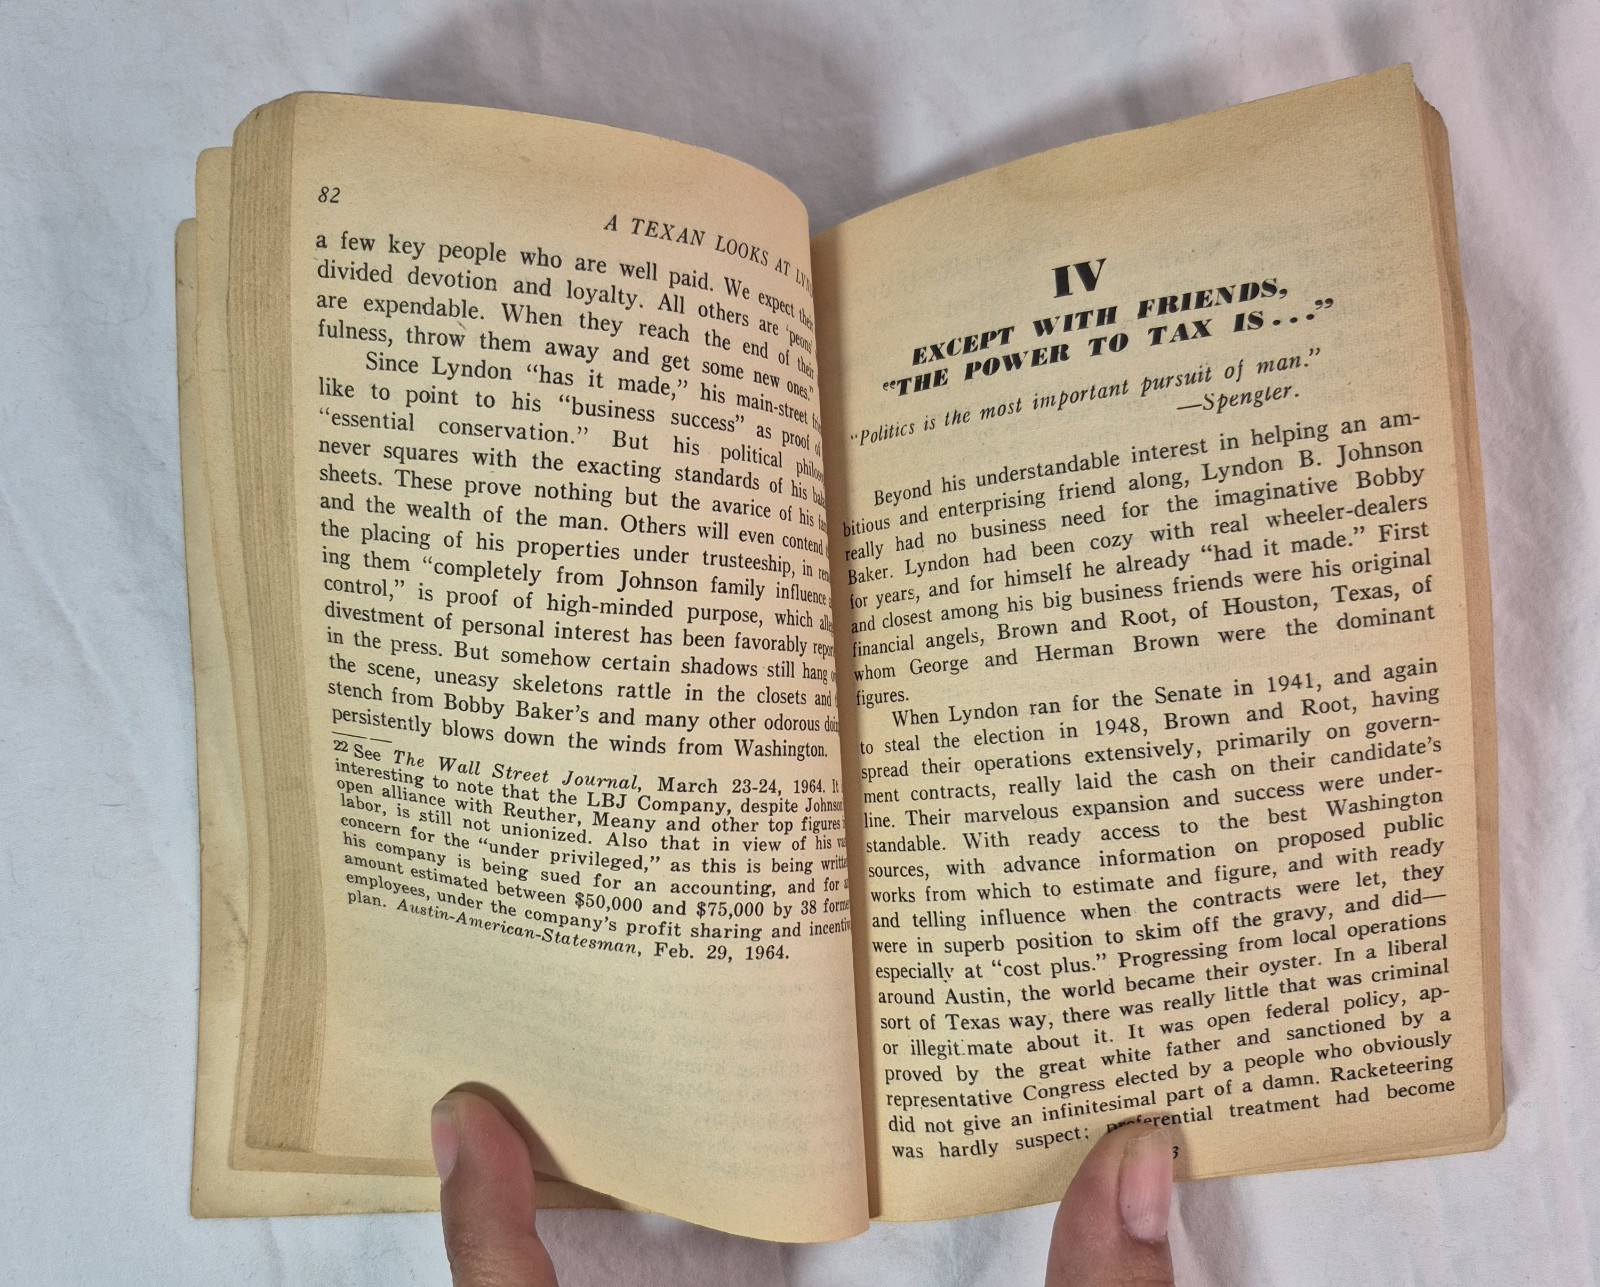 82
A TEXAN LOOKS AT
a few key people who are well paid. We expect
divided devotion and loyalty. All others are 'peons'
are expendable. When they reach the end of their
fulness, throw them away and get some new ones."
Since Lyndon "has it made," his main-street
like to point to his "business success" as proof
"essential conservation." But his political
never squares with the exacting standards of his
sheets. These prove nothing but the avarice of his
and the wealth of the man. Others will even contend
the placing of his properties under trusteeship, in
ing them "completely from Johnson family influence
control," is proof of high-minded purpose, which
divestment of personal interest has been favorably
in the press. But somehow certain shadows still hang
the scene, uneasy skeletons rattle in the closets and
stench from Bobby Baker's and many other odorous
persistently blows down the winds from Washington.
22 See The Wall Street Journal, March 23-24, 1964. It
interesting to note that the LBJ Company, despite
open alliance with Reuther, Meany and other top figures
labor, is still not unionized. Also that in view of his
concern for the "under privileged," as this is being
his company is being sued for an accounting, and for
amount estimated between $50,000 and $75,000 by 38
employees, under the company's profit sharing and
plan. Austin-American-Statesman, Feb. 29, 1964.
IV
EXCEPT WITH FRIENDS,
"THE POWER TO TAX IS..."
"Politics is the most important pursuit of man."
—Spengler.
Beyond his understandable interest in helping an am-
bitious and enterprising friend along, Lyndon B. Johnson
really had no business need for the imaginative Bobby
Baker. Lyndon had been cozy with real wheeler-dealers
for years, and for himself he already "had it made." First
and closest among his big business friends were his original
financial angels, Brown and Root, of Houston, Texas, of
whom George and Herman Brown were the dominant
figures.
When Lyndon ran for the Senate in 1941, and again
to steal the election in 1948, Brown and Root, having
spread their operations extensively, primarily on govern-
ment contracts, really laid the cash on their candidate's
line. Their marvelous expansion and success were under-
standable. With ready access to the best Washington
sources, with advance information on proposed public
works from which to estimate and figure, and with ready
and telling influence when the contracts were let, they
were in superb position to skim off the gravy, and did—
especially at "cost plus." Progressing from local operations
around Austin, the world became their oyster. In a liberal
sort of Texas way, there was really little that was criminal
or illegit.mate about it. It was open federal policy, ap-
proved by the great white father and sanctioned by a
representative Congress elected by a people who obviously
did not give an infinitesimal part of a damn. Racketeering
was hardly suspect; preferential treatment had become